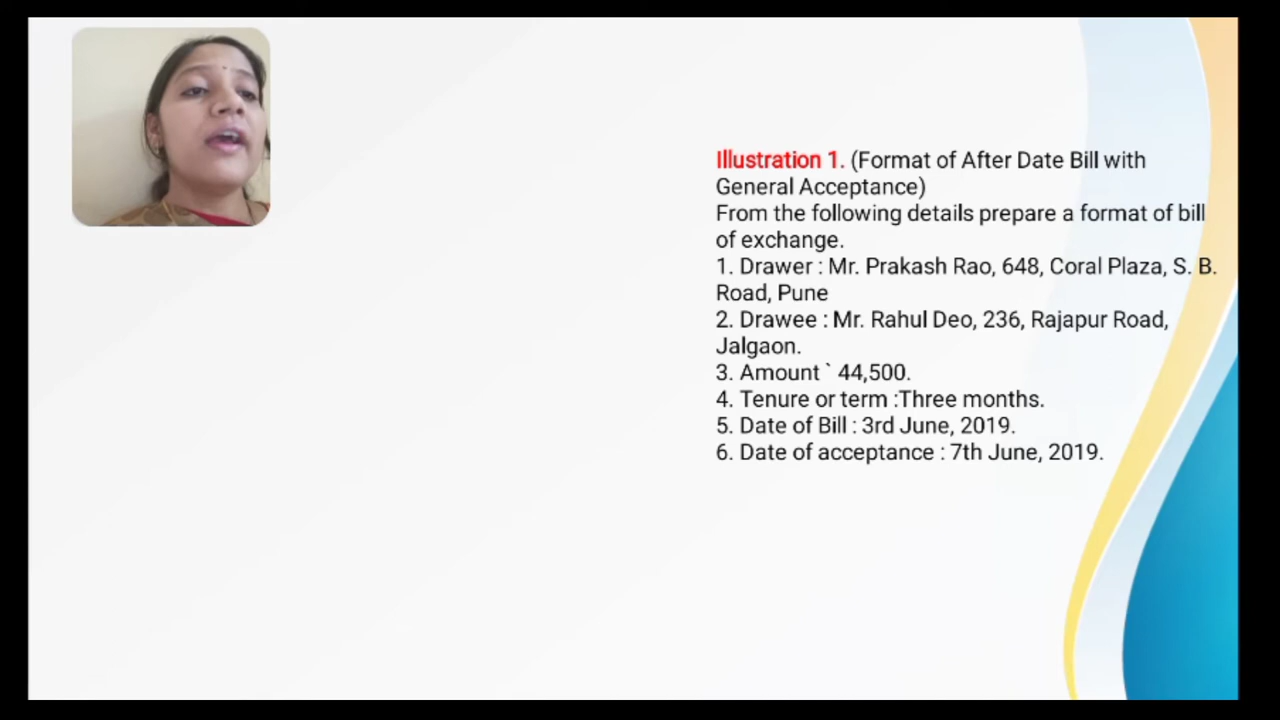 Illustration 1. (Format of After Date Bill with
General Acceptance)
From the following details prepare a format of bill
of exchange.
1. Drawer : Mr. Prakash Rao, 648, Coral Plaza, S. B.
Road, Pune
2. Drawee : Mr. Rahul Deo, 236, Rajapur Road,
Jalgaon.
3. Amount ` 44,500.
4. Tenure or term :Three months.
5. Date of Bill : 3rd June, 2019.
6. Date of acceptance : 7th June, 2019.